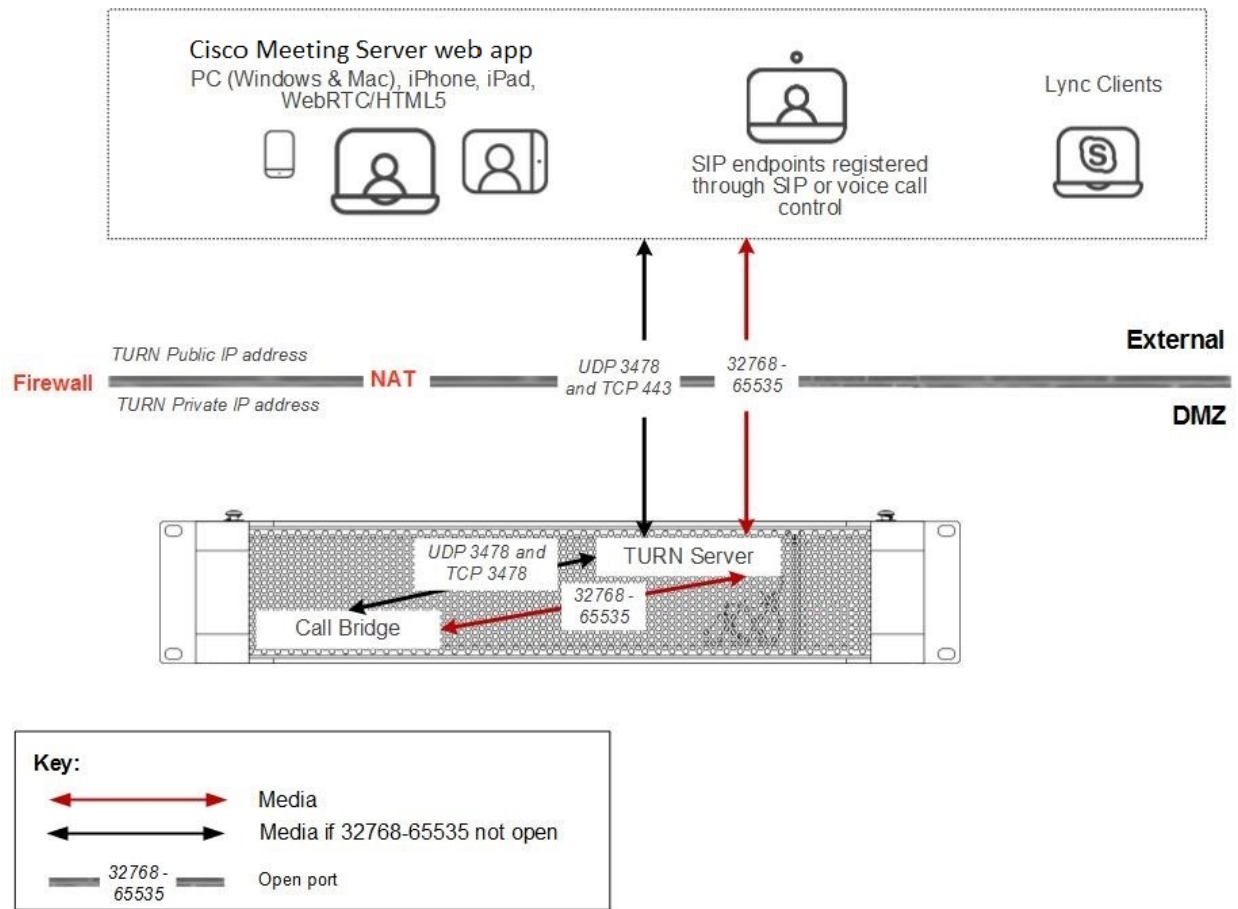 Cisco Meeting Server web app
PC (Windows & Mac), iPhone, iPad,
WebRTC/HTML5
SIP endpoints registered
through SIP or voice call
control
Lync Clients
S
External
TURN Public IP address
Firewall
NAT
UDP 3478
and TCP 443
32768 -
65535
TURN Private IP address
DMZ
UDP 3478 and
TCP 3478
TURN Server
32768 -
65535
Call Bridge
Key:
Media
Media if 32768-65535 not open
32768 -
65535
Open port